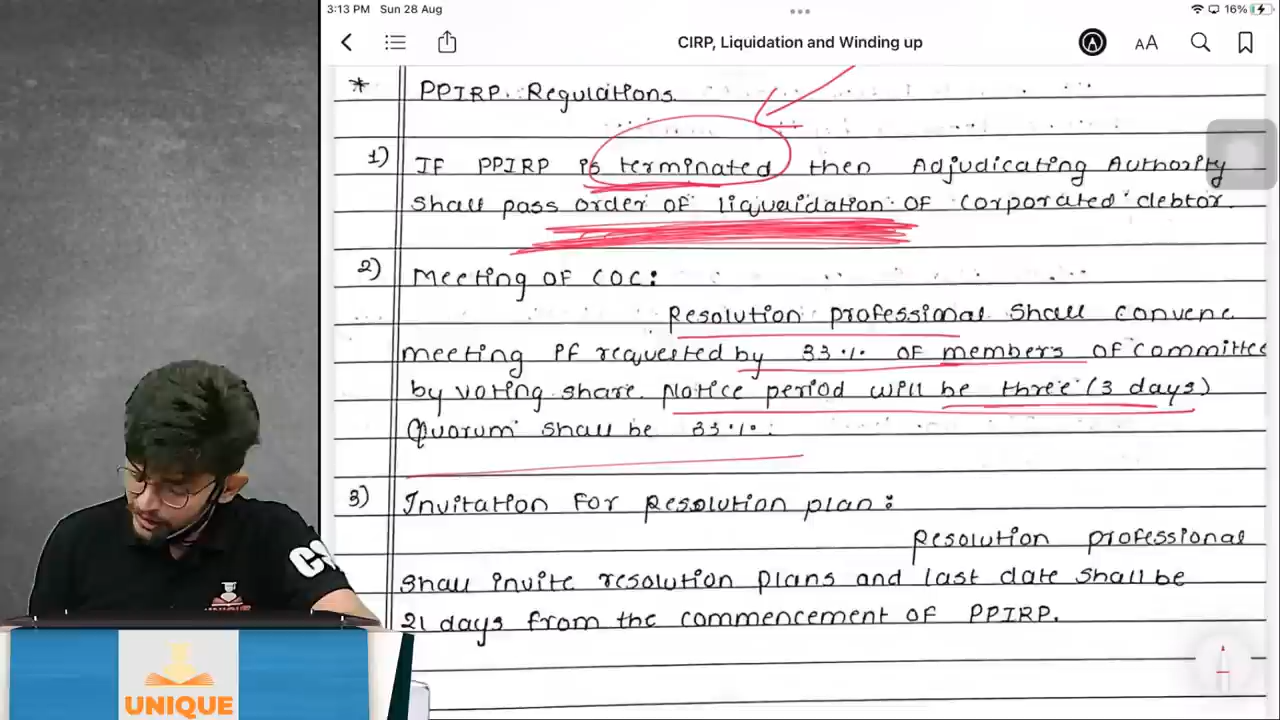 3:13 PM Sun 28 Aug
16%
CIRP, Liquidation and Winding up
AA
* PPIRP Regulations.
1) IF PPIRP is terminated then Adjudicating Authority
shall pass order of liquaidation of corporated debtor.
2) Meeting of COC:
Resolution professional shall convene
meeting if requested by 33% of members of committee
by voting share. Notice period will be three (3 days)
Quorum shall be 33%.
3) Invitation for resolution plan:
Resolution professional
shall invite resolution plans and last date shall be
21 days from the commencement of PPIRP.
CS
UNIQUE
UNIQUE